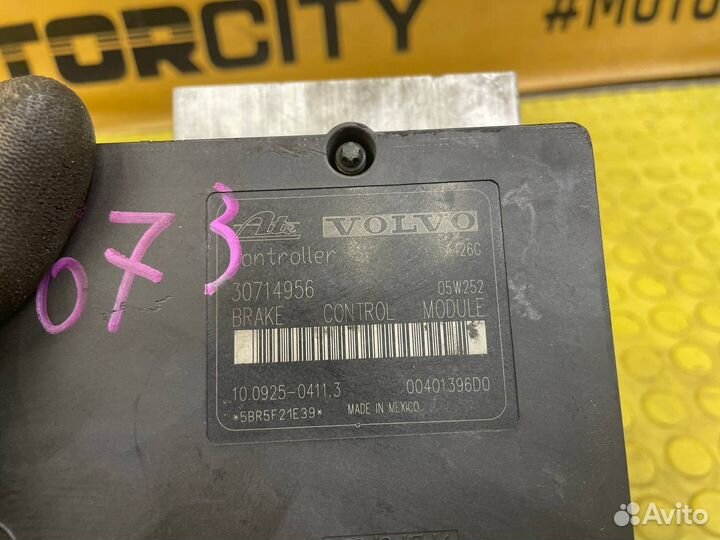 TORCITY #MOTO
073
Ate VOLVO
Controller
30714956 05W252
BRAKE CONTROL MODULE
10.0925-0411.3 00401396D0
*5BR5F21E39* MADE IN MEXICO
Avito